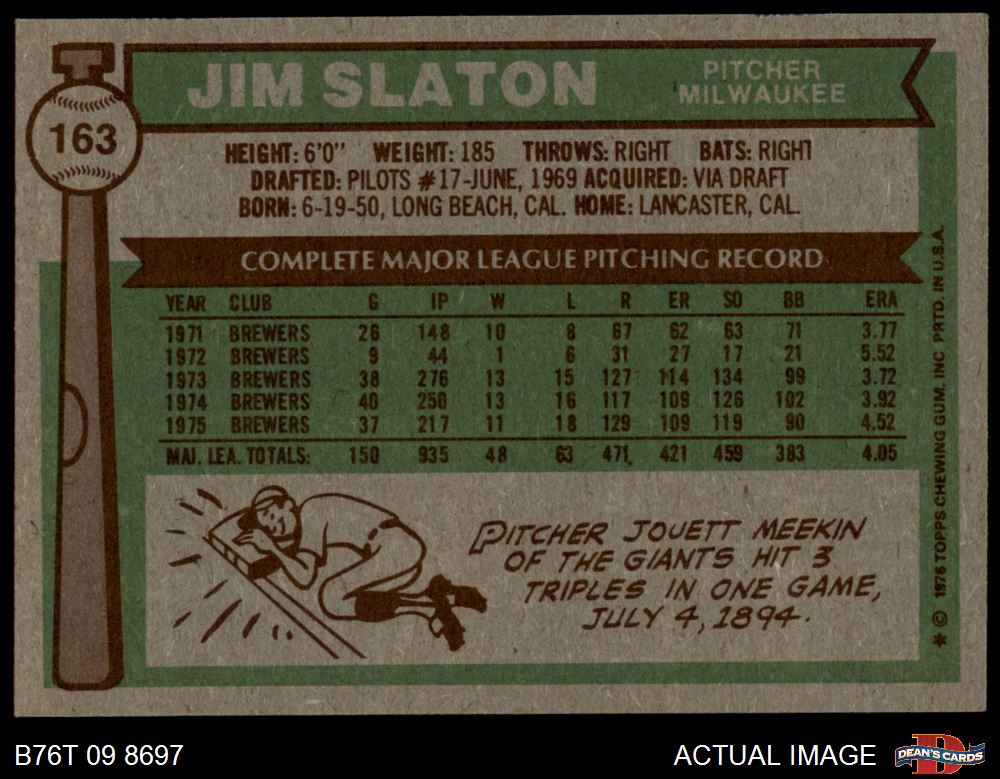 JIM SLATON
PITCHER
MILWAUKEE
163
HEIGHT: 6'0" WEIGHT: 185 THROWS: RIGHT BATS: RIGHT
DRAFTED: PILOTS #17-JUNE, 1969 ACQUIRED: VIA DRAFT
BORN: 6-19-50, LONG BEACH, CAL. HOME: LANCASTER, CAL.
COMPLETE MAJOR LEAGUE PITCHING RECORD
YEAR CLUB G IP W L R ER SO BB ERA
1971 BREWERS 26 148 10 8 67 62 63 71 3.77
1972 BREWERS 9 44 1 6 31 27 17 21 5.52
1973 BREWERS 38 276 13 15 127 114 134 99 3.72
1974 BREWERS 40 250 13 16 117 109 126 102 3.92
1975 BREWERS 37 217 11 18 129 109 119 90 4.52
MAJ. LEA. TOTALS: 150 935 48 63 471 421 459 383 4.05
PITCHER JOUETT MEEKIN
OF THE GIANTS HIT 3
TRIPLES IN ONE GAME,
JULY 4, 1894.
* © 1976 TOPPS CHEWING GUM, INC PRTD. IN U.S.A.
B76T 09 8697
ACTUAL IMAGE
DEAN'S CARDS